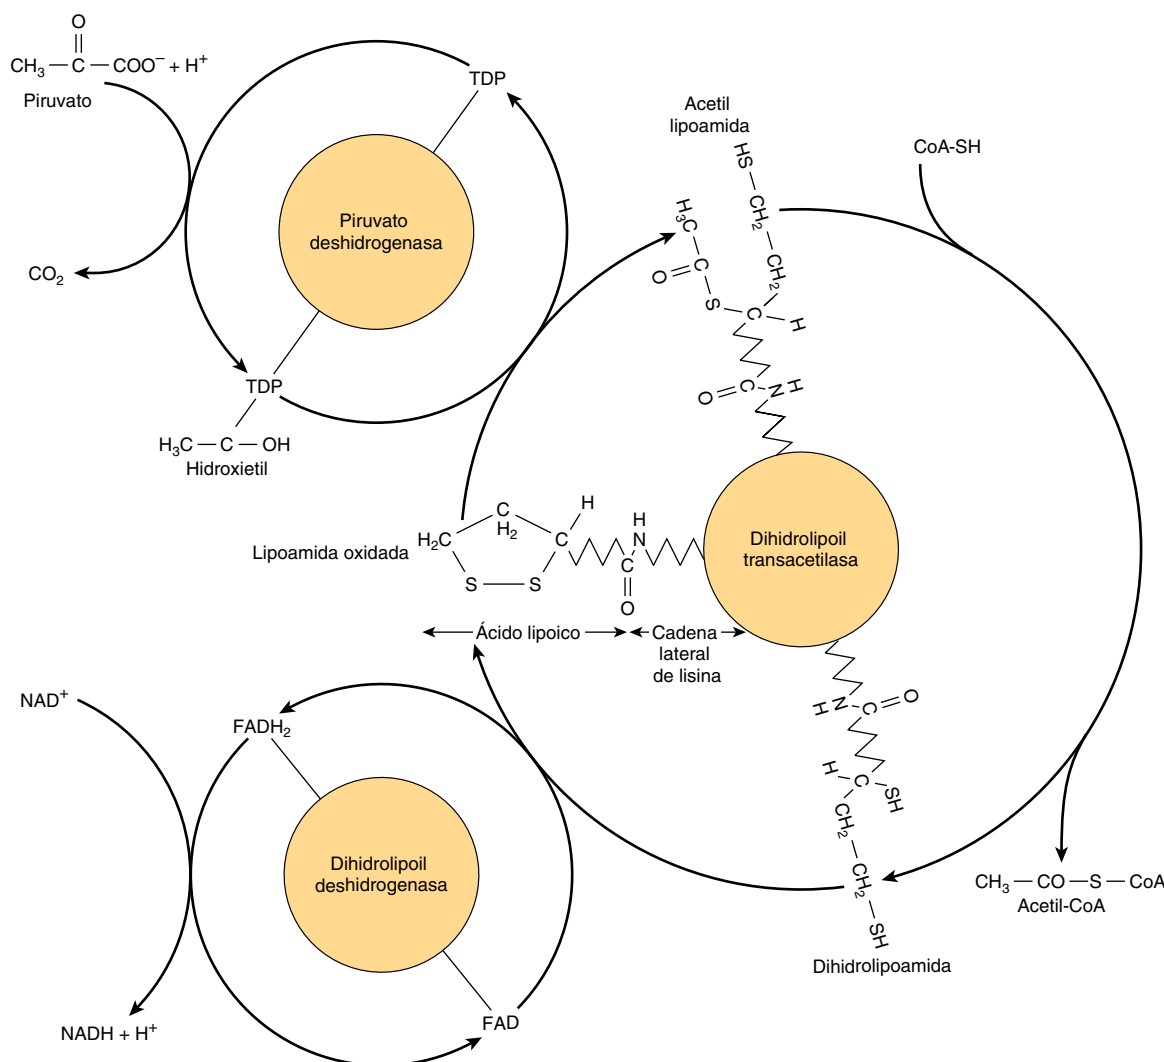 O
CH₃ — C — COO⁻ + H⁺
Piruvato
CO₂
TDP
Piruvato
deshidrogenasa
TDP
H₃C — C — OH
Hidroxietil
Acetil
lipoamida
HS
CH₂
CH₂
H₃C
C
O
S
C
H
C
O
N
H
CoA-SH
Lipoamida oxidada
H₂C
C
H₂
H
C
S — S
H
N
C
O
Ácido lipoico
Cadena
lateral
de lisina
Dihidrolipoil
transacetilasa
H
N
C
O
H
C
SH
CH₂
CH₂
SH
Dihidrolipoamida
CH₃ — CO — S — CoA
Acetil-CoA
NAD⁺
FADH₂
Dihidrolipoil
deshidrogenasa
FAD
NADH + H⁺